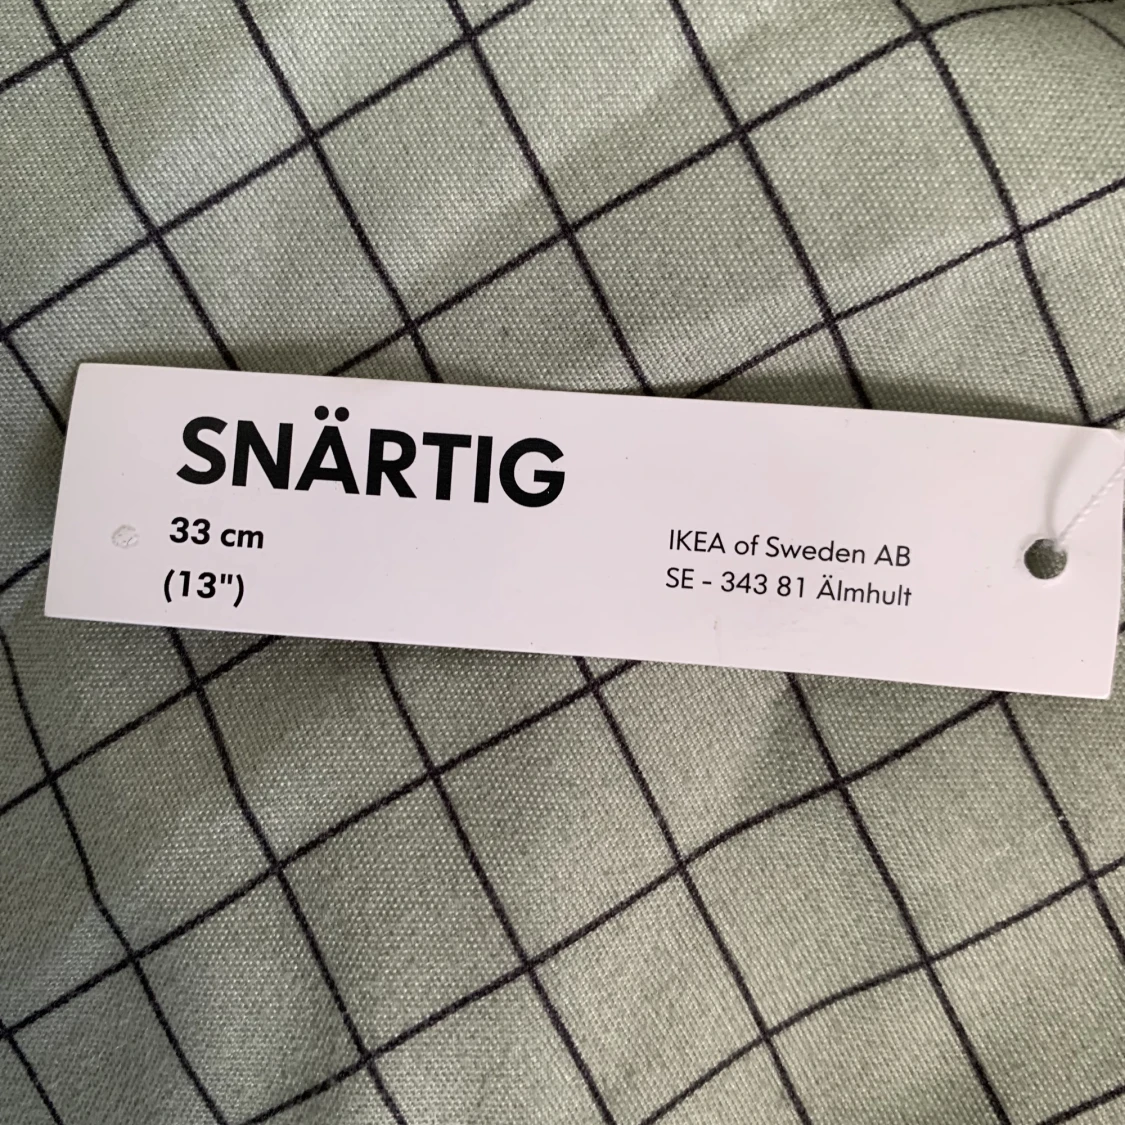 SNÄRTIG
33 cm
(13")
IKEA of Sweden AB
SE - 343 81 Älmhult